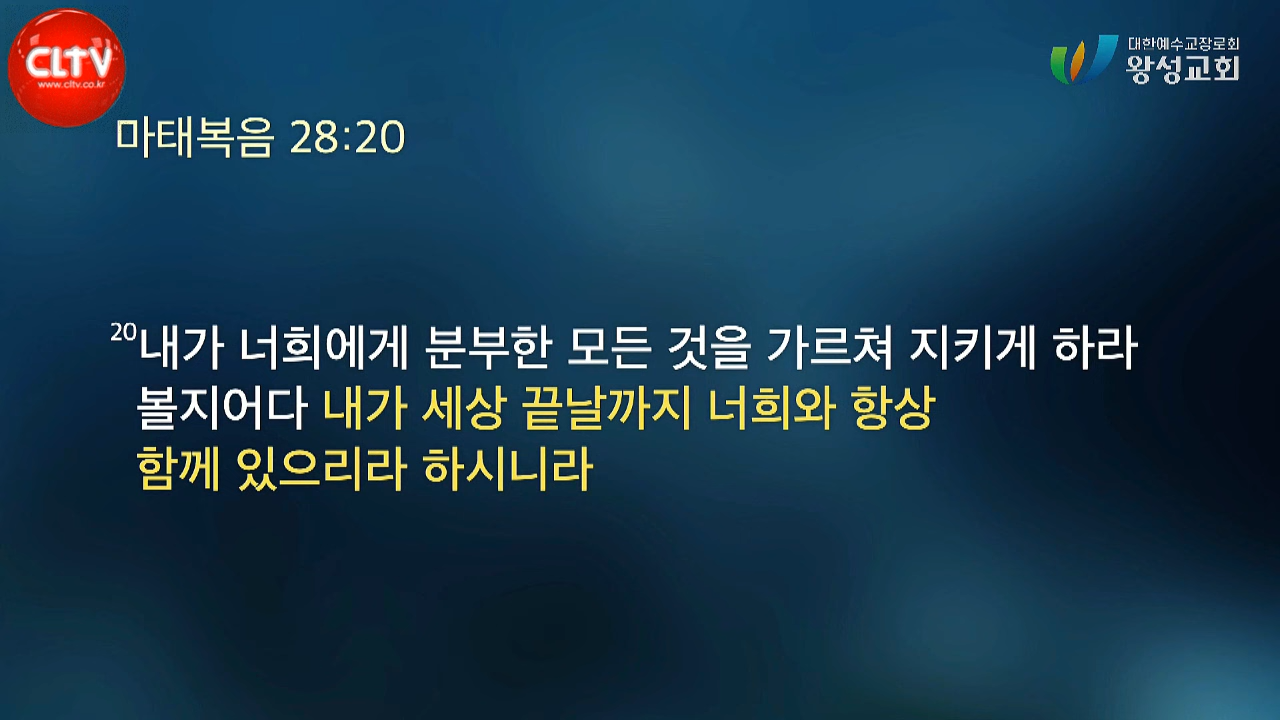 CLTV
www.cltv.co.kr
대한예수교장로회
왕성교회
마태복음 28:20
20내가 너희에게 분부한 모든 것을 가르쳐 지키게 하라
볼지어다 내가 세상 끝날까지 너희와 항상
함께 있으리라 하시니라